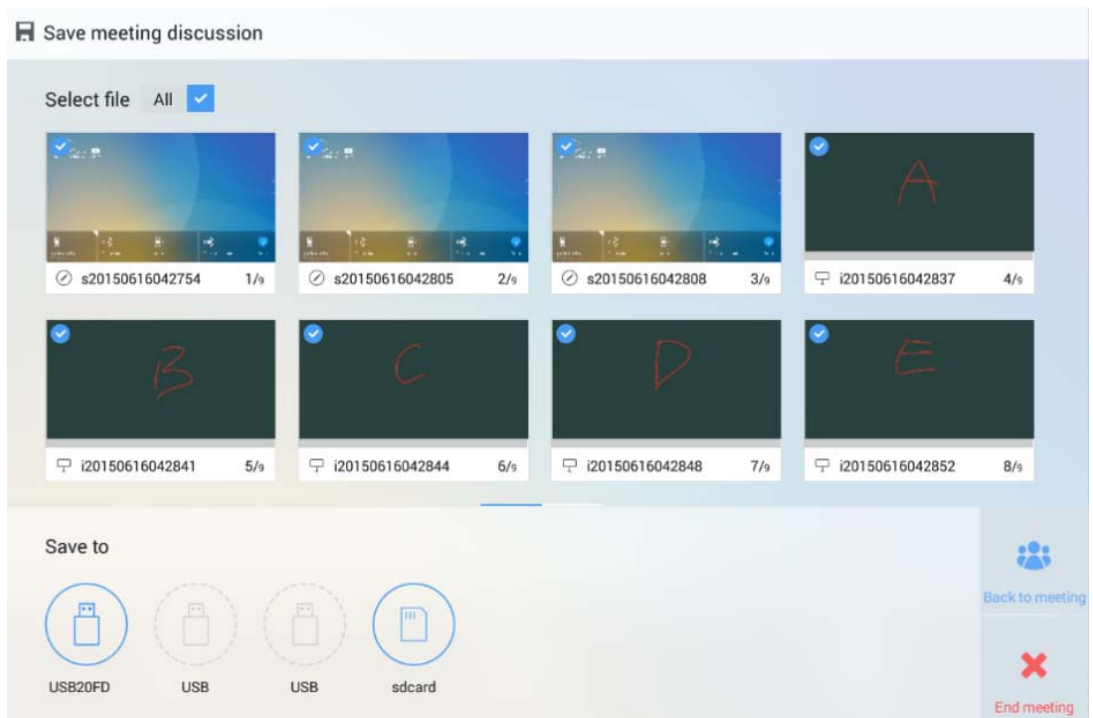 Save meeting discussion
Select file All
s20150616042754 1/9
s20150616042805 2/9
s20150616042808 3/9
A
i20150616042837 4/9
B
C
D
E
i20150616042841 5/9
i20150616042844 6/9
i20150616042848 7/9
i20150616042852 8/9
Save to
Back to meeting
USB20FD
USB
USB
sdcard
End meeting